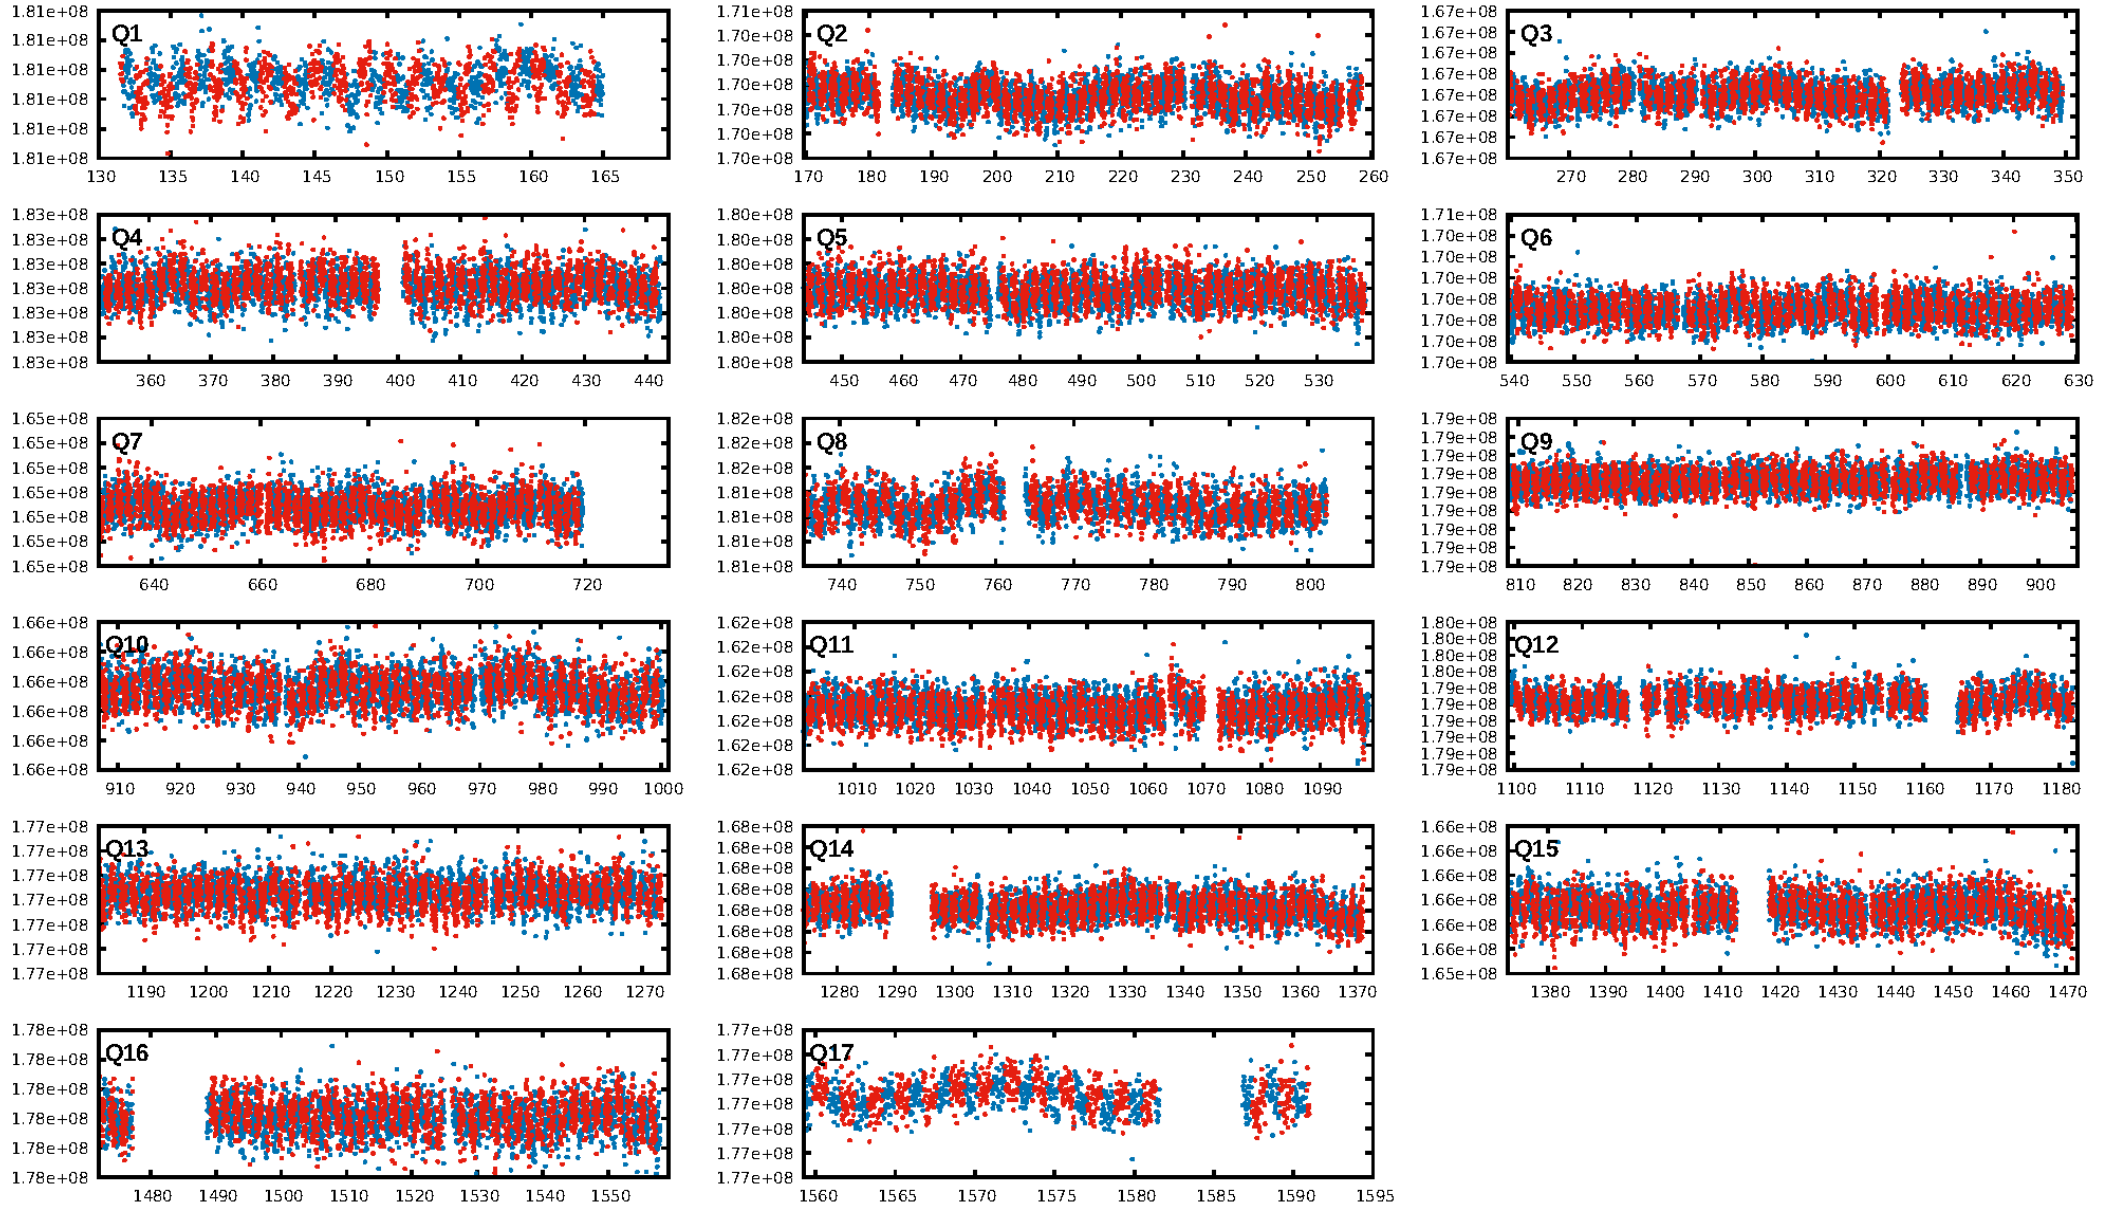 1.81e+08 1.81e+08 1.81e+08 1.81e+08 1.81e+08 1.81e+08
Q1
130 135 140 145 150 155 160 165
1.71e+08 1.70e+08 1.70e+08 1.70e+08 1.70e+08 1.70e+08 1.70e+08
Q2
170 180 190 200 210 220 230 240 250 260
1.67e+08 1.67e+08 1.67e+08 1.67e+08 1.67e+08 1.67e+08 1.67e+08 1.67e+08
Q3
270 280 290 300 310 320 330 340 350
1.83e+08 1.83e+08 1.83e+08 1.83e+08 1.83e+08 1.83e+08 1.83e+08
Q4
360 370 380 390 400 410 420 430 440
1.80e+08 1.80e+08 1.80e+08 1.80e+08 1.80e+08 1.80e+08 1.80e+08
Q5
450 460 470 480 490 500 510 520 530
1.71e+08 1.70e+08 1.70e+08 1.70e+08 1.70e+08 1.70e+08 1.70e+08 1.70e+08
Q6
540 550 560 570 580 590 600 610 620 630
1.65e+08 1.65e+08 1.65e+08 1.65e+08 1.65e+08 1.65e+08 1.65e+08
Q7
640 660 680 700 720
1.82e+08 1.82e+08 1.82e+08 1.81e+08 1.81e+08 1.81e+08 1.81e+08
Q8
740 750 760 770 780 790 800
1.79e+08 1.79e+08 1.79e+08 1.79e+08 1.79e+08 1.79e+08 1.79e+08 1.79e+08 1.79e+08
Q9
810 820 830 840 850 860 870 880 890 900
1.66e+08 1.66e+08 1.66e+08 1.66e+08 1.66e+08 1.66e+08
Q10
910 920 930 940 950 960 970 980 990 1000
1.62e+08 1.62e+08 1.62e+08 1.62e+08 1.62e+08 1.62e+08 1.62e+08
Q11
1010 1020 1030 1040 1050 1060 1070 1080 1090
1.80e+08 1.80e+08 1.80e+08 1.80e+08 1.79e+08 1.79e+08 1.79e+08 1.79e+08 1.79e+08 1.79e+08
Q12
1100 1110 1120 1130 1140 1150 1160 1170 1180
1.77e+08 1.77e+08 1.77e+08 1.77e+08 1.77e+08 1.77e+08 1.77e+08
Q13
1190 1200 1210 1220 1230 1240 1250 1260 1270
1.68e+08 1.68e+08 1.68e+08 1.68e+08 1.68e+08 1.68e+08 1.68e+08 1.68e+08
Q14
1280 1290 1300 1310 1320 1330 1340 1350 1360 1370
1.66e+08 1.66e+08 1.66e+08 1.66e+08 1.66e+08 1.66e+08 1.65e+08
Q15
1380 1390 1400 1410 1420 1430 1440 1450 1460 1470
1.78e+08 1.78e+08 1.78e+08 1.78e+08 1.78e+08 1.78e+08
Q16
1480 1490 1500 1510 1520 1530 1540 1550
1.77e+08 1.77e+08 1.77e+08 1.77e+08 1.77e+08 1.77e+08 1.77e+08
Q17
1560 1565 1570 1575 1580 1585 1590 1595